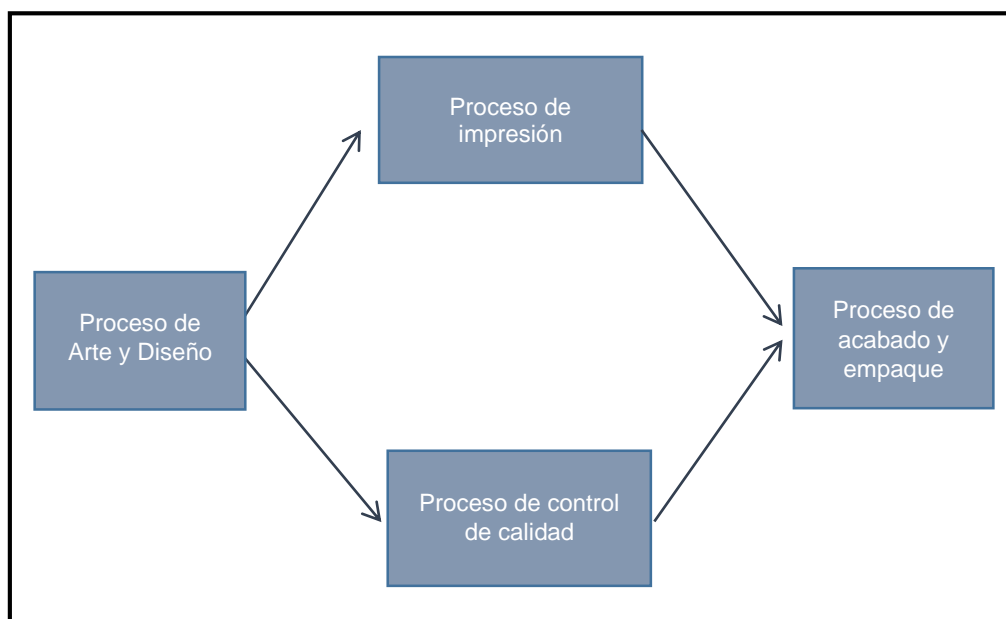 Proceso de
impresión
Proceso de
Arte y Diseño
Proceso de
acabado y
empaque
Proceso de control
de calidad